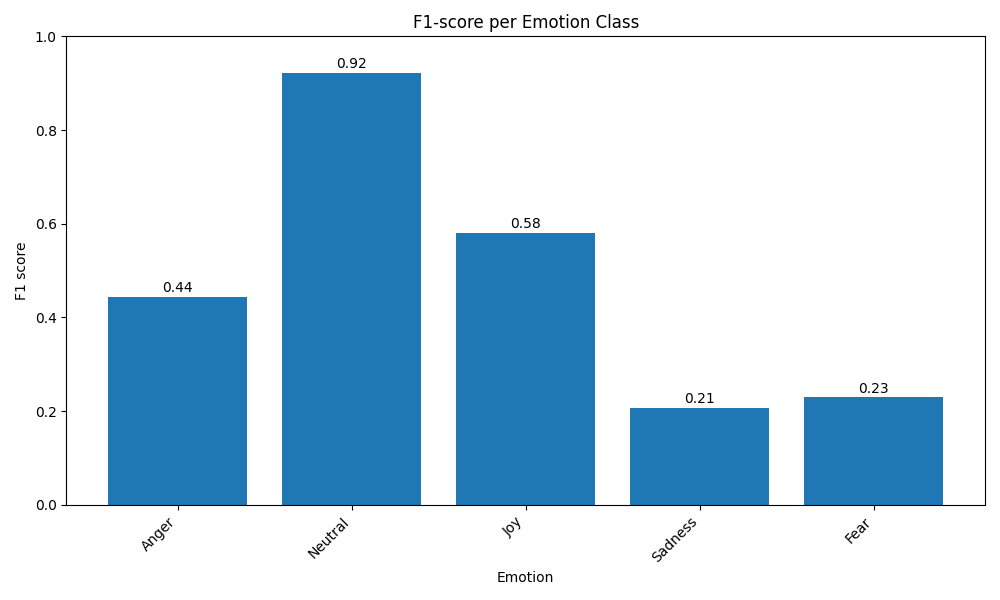 F1-score per Emotion Class
F1 score
1.0
0.8
0.6
0.4
0.2
0.0
0.44
0.92
0.58
0.21
0.23
Anger
Neutral
Joy
Sadness
Fear
Emotion